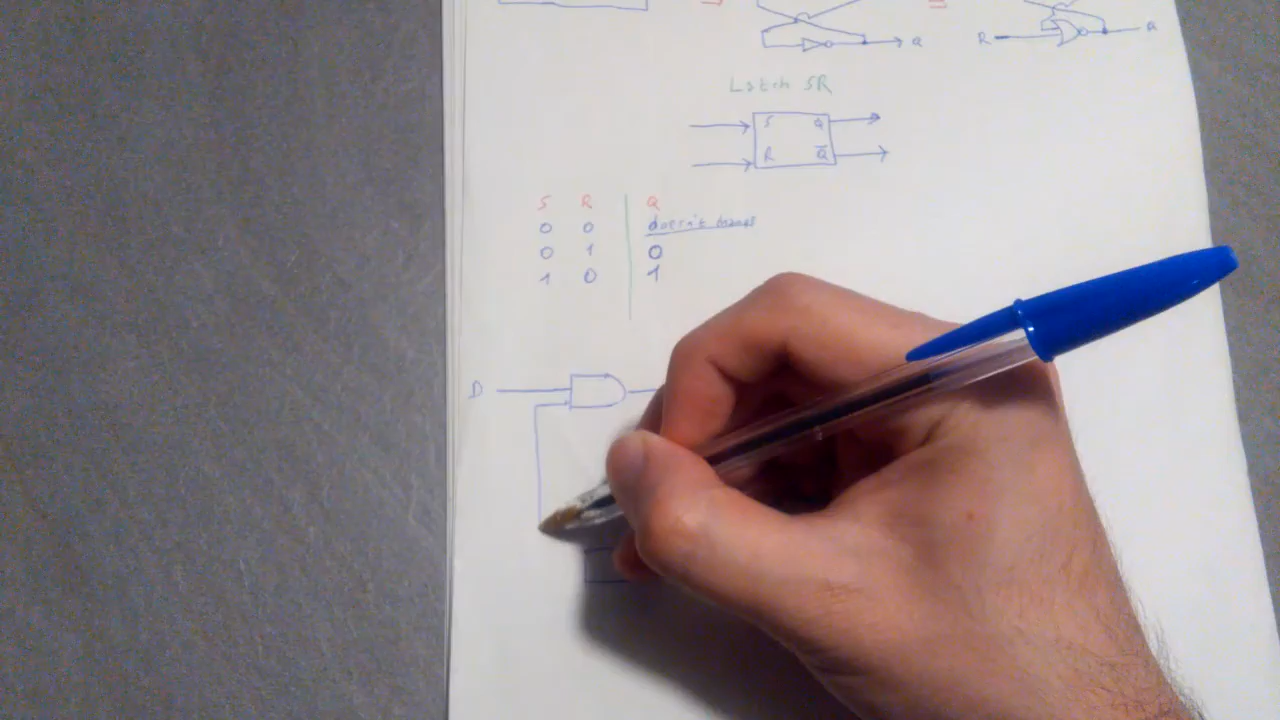 Q
R Q
Latch SR
S Q
R Q̅
S R Q
0 0 doesn't change
0 1 0
1 0 1
D